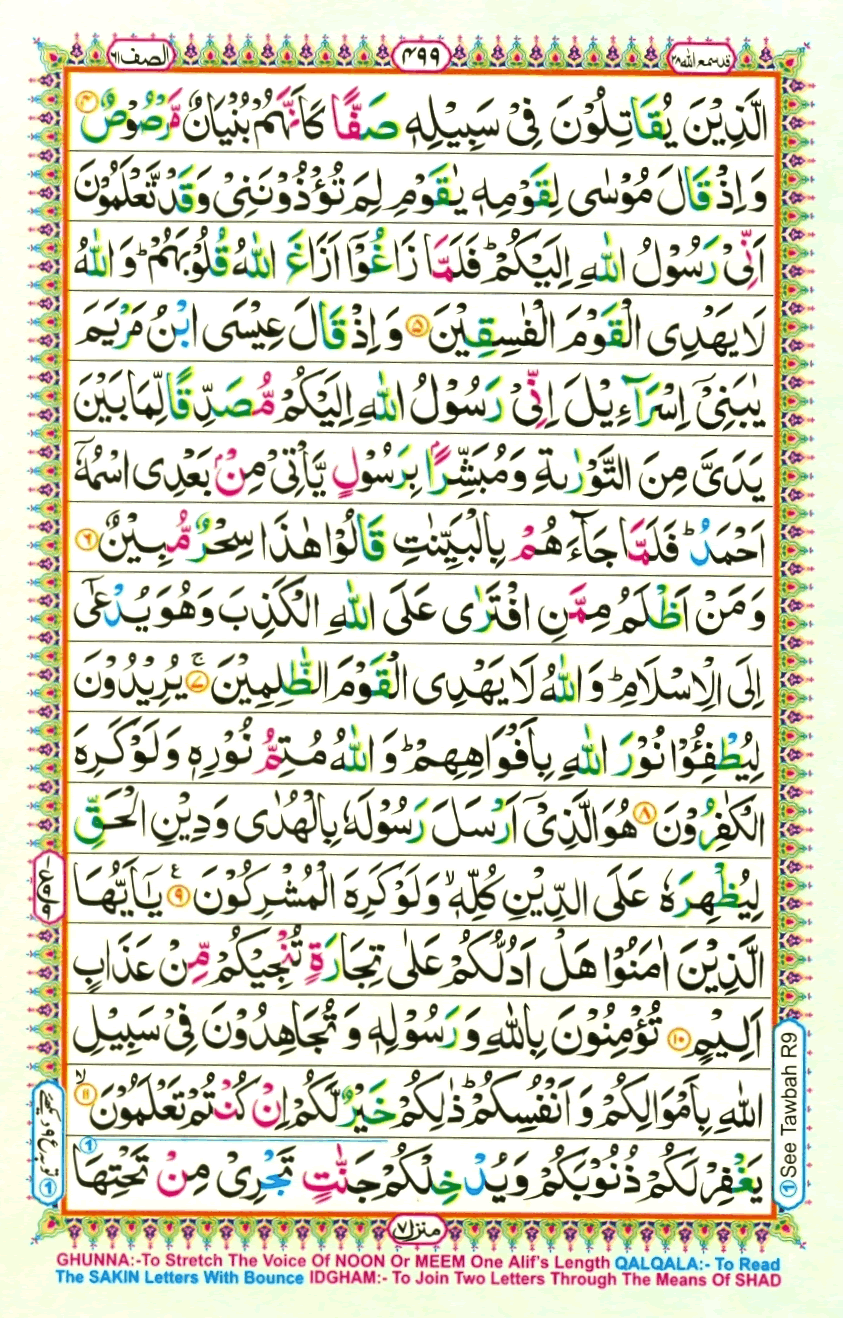 قد سمع الله ٢٨ ۴۹۹ الصف ٦١
الَّذِيْنَ يُقَاتِلُوْنَ فِيْ سَبِيْلِهٖ صَفًّا كَاَنَّهُمْ بُنْيَانٌ مَّرْصُوْصٌ ۴
وَاِذْ قَالَ مُوْسٰى لِقَوْمِهٖ يٰقَوْمِ لِمَ تُؤْذُوْنَنِيْ وَقَدْ تَّعْلَمُوْنَ
اَنِّيْ رَسُوْلُ اللّٰهِ اِلَيْكُمْ ؕ فَلَمَّا زَاغُوْۤا اَزَاغَ اللّٰهُ قُلُوْبَهُمْ ؕ وَاللّٰهُ
لَا يَهْدِى الْقَوْمَ الْفٰسِقِيْنَ ۵ وَاِذْ قَالَ عِيْسَى ابْنُ مَرْيَمَ
يٰبَنِيْۤ اِسْرَآءِيْلَ اِنِّيْ رَسُوْلُ اللّٰهِ اِلَيْكُمْ مُّصَدِّقًا لِّمَا بَيْنَ
يَدَيَّ مِنَ التَّوْرٰىةِ وَمُبَشِّرًۢا بِرَسُوْلٍ يَّاْتِيْ مِنْۢ بَعْدِى اسْمُهٗۤ
اَحْمَدُ ؕ فَلَمَّا جَآءَهُمْ بِالْبَيِّنٰتِ قَالُوْا هٰذَا سِحْرٌ مُّبِيْنٌ ۶
وَمَنْ اَظْلَمُ مِمَّنِ افْتَرٰى عَلَى اللّٰهِ الْكَذِبَ وَهُوَ يُدْعٰۤى
اِلَى الْاِسْلَامِ ؕ وَاللّٰهُ لَا يَهْدِى الْقَوْمَ الظّٰلِمِيْنَ ۚ ۷ يُرِيْدُوْنَ
لِيُطْفِـُٔوْا نُوْرَ اللّٰهِ بِاَفْوَاهِهِمْ ؕ وَاللّٰهُ مُتِمُّ نُوْرِهٖ وَلَوْ كَرِهَ
الْكٰفِرُوْنَ ۸ هُوَ الَّذِيْۤ اَرْسَلَ رَسُوْلَهٗ بِالْهُدٰى وَدِيْنِ الْحَقِّ
لِيُظْهِرَهٗ عَلَى الدِّيْنِ كُلِّهٖ ۙ وَلَوْ كَرِهَ الْمُشْرِكُوْنَ ۹ ع يٰۤاَيُّهَا
الَّذِيْنَ اٰمَنُوْا هَلْ اَدُلُّكُمْ عَلٰى تِجَارَةٍ تُنْجِيْكُمْ مِّنْ عَذَابٍ
اَلِيْمٍ ۱۰ تُؤْمِنُوْنَ بِاللّٰهِ وَرَسُوْلِهٖ وَتُجَاهِدُوْنَ فِيْ سَبِيْلِ
اللّٰهِ بِاَمْوَالِكُمْ وَاَنْفُسِكُمْ ؕ ذٰلِكُمْ خَيْرٌ لَّكُمْ اِنْ كُنْتُمْ تَعْلَمُوْنَ ۙ ۱۱
يَغْفِرْ لَكُمْ ذُنُوْبَكُمْ وَيُدْخِلْكُمْ جَنّٰتٍ تَجْرِيْ مِنْ تَحْتِهَا
① See Tawbah R9
منزل ۷
GHUNNA:-To Stretch The Voice Of NOON Or MEEM One Alif's Length QALQALA:- To Read
The SAKIN Letters With Bounce IDGHAM:- To Join Two Letters Through The Means Of SHAD